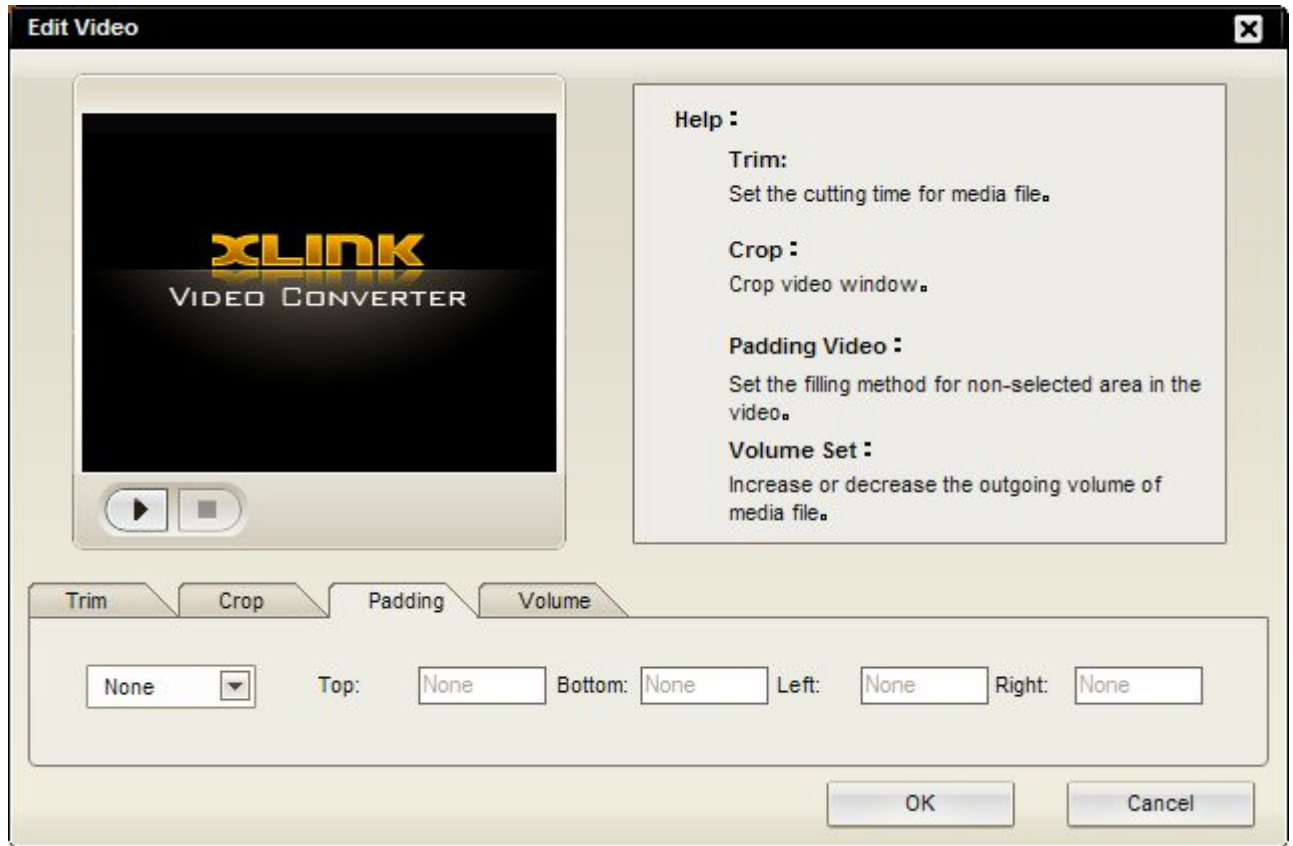 Edit Video
XLINK
VIDEO CONVERTER
Help：
Trim:
Set the cutting time for media file。
Crop：
Crop video window。
Padding Video：
Set the filling method for non-selected area in the
video。
Volume Set：
Increase or decrease the outgoing volume of
media file。
Trim Crop Padding Volume
None Top: None Bottom: None Left: None Right: None
OK Cancel